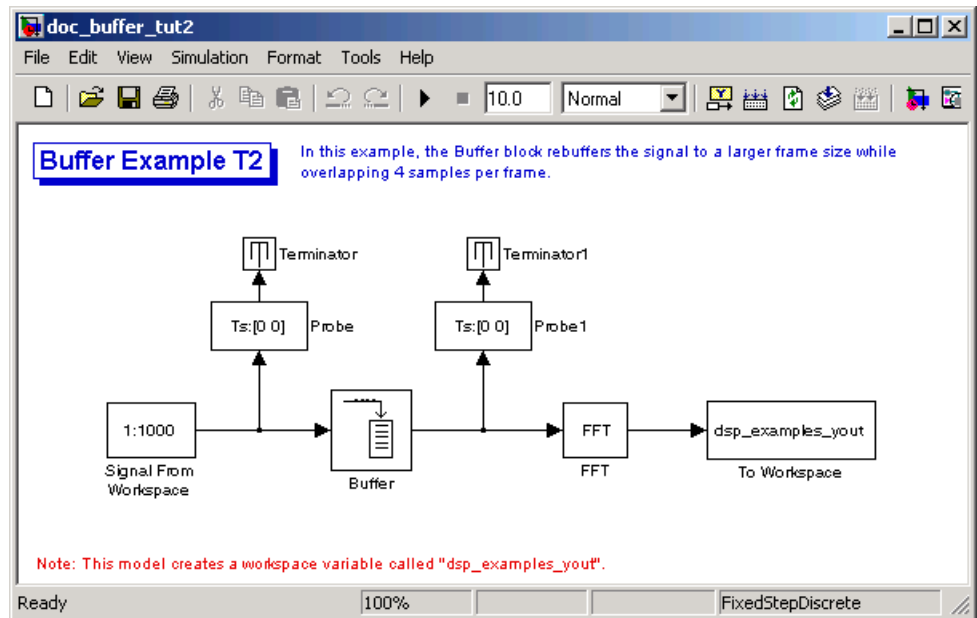 doc_buffer_tut2
File Edit View Simulation Format Tools Help
10.0 Normal
Buffer Example T2
In this example, the Buffer block rebuffers the signal to a larger frame size while
overlapping 4 samples per frame.
Terminator
Terminator1
Ts:[0 0] Probe
Ts:[0 0] Probe1
1:1000
Signal From
Workspace
Buffer
FFT
FFT
dsp_examples_yout
To Workspace
Note: This model creates a workspace variable called "dsp_examples_yout".
Ready 100% FixedStepDiscrete